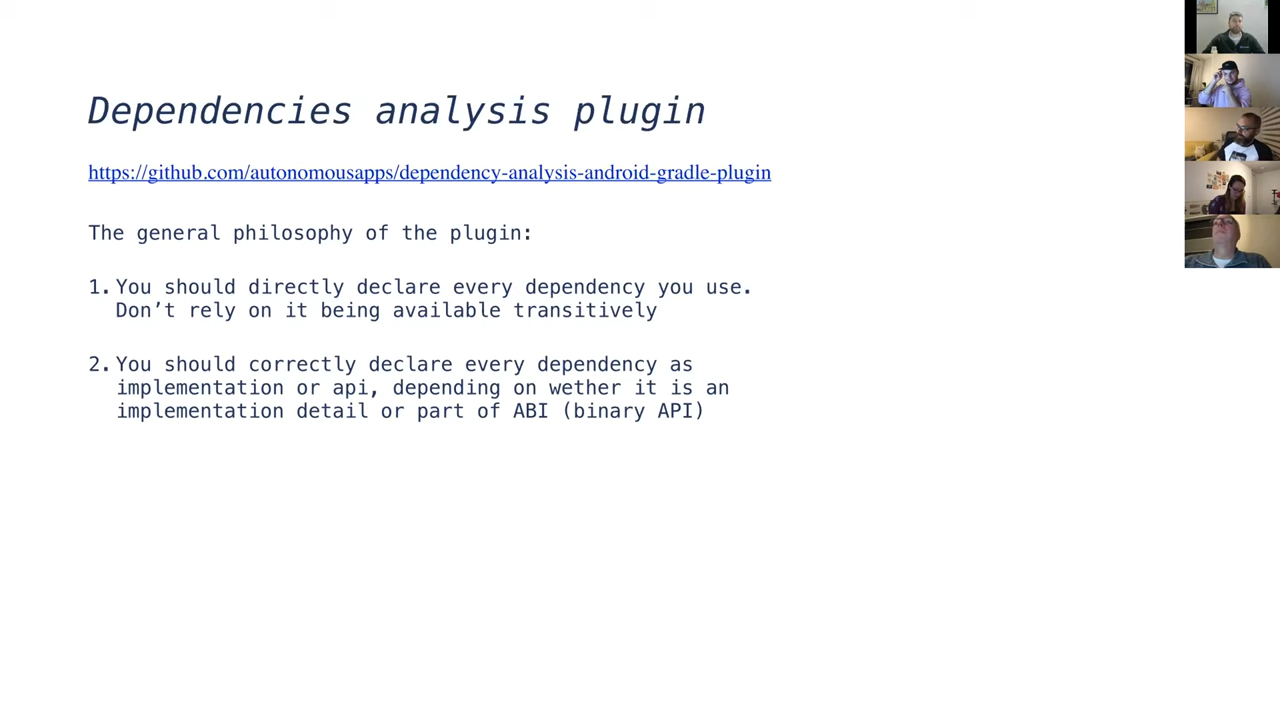 Dependencies analysis plugin
https://github.com/autonomousapps/dependency-analysis-android-gradle-plugin
The general philosophy of the plugin:
1. You should directly declare every dependency you use.
Don’t rely on it being available transitively
2. You should correctly declare every dependency as
implementation or api, depending on wether it is an
implementation detail or part of ABI (binary API)